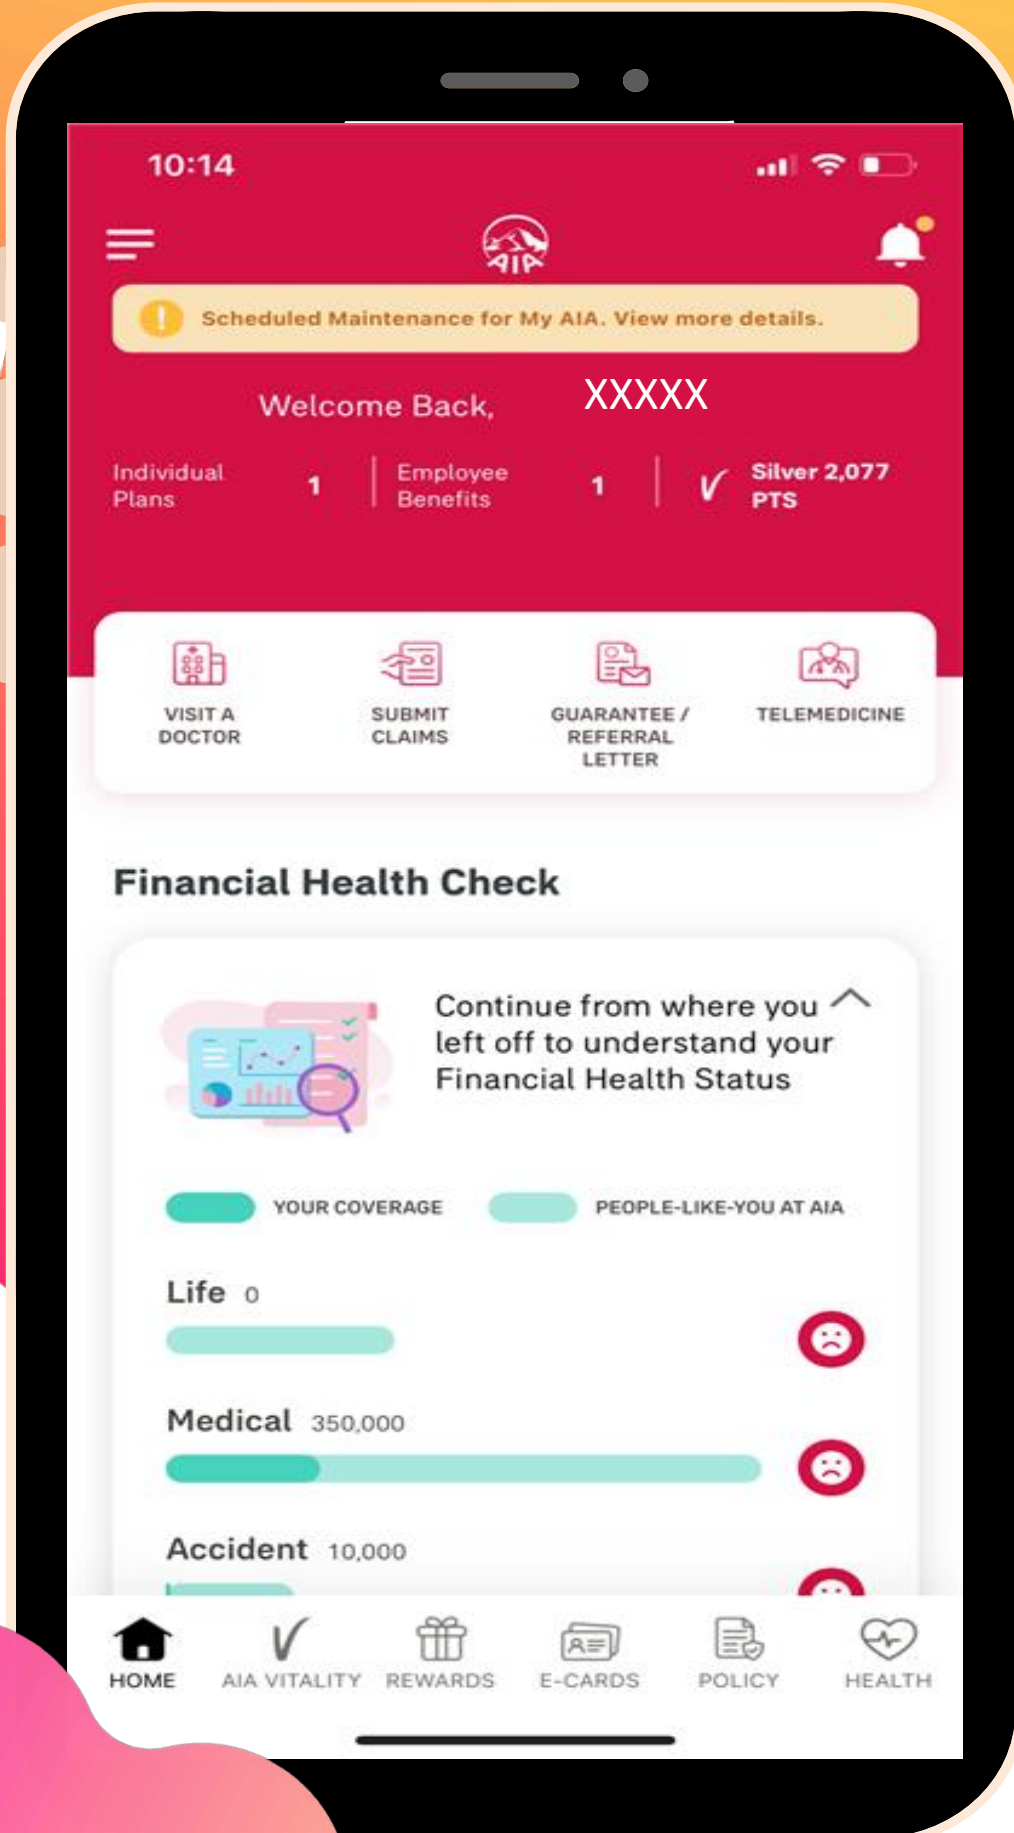 10:14
AIA
Scheduled Maintenance for My AIA. View more details.
Welcome Back, XXXXX
Individual Plans 1
Employee Benefits 1
Silver 2,077 PTS
VISIT A
DOCTOR
SUBMIT
CLAIMS
GUARANTEE /
REFERRAL
LETTER
TELEMEDICINE
Financial Health Check
Continue from where you
left off to understand your
Financial Health Status
YOUR COVERAGE
PEOPLE-LIKE-YOU AT AIA
Life 0
Medical 350,000
Accident 10,000
HOME
AIA VITALITY
REWARDS
E-CARDS
POLICY
HEALTH